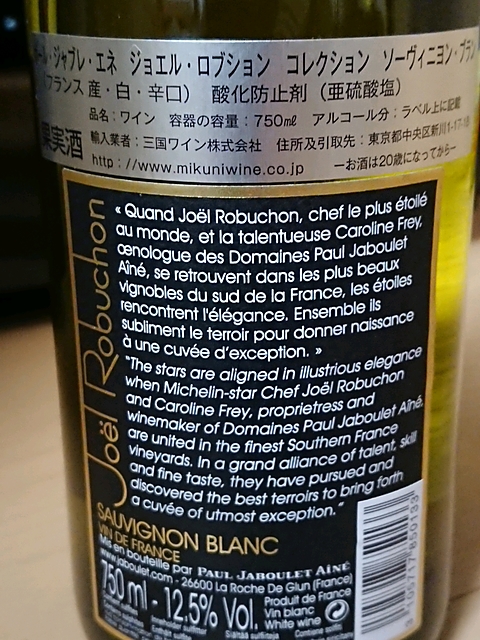 ール・ジャブレ・エネ ジョエル・ロブション コレクション ソーヴィニヨン・ブラン
フランス 産・白・辛口） 酸化防止剤（亜硫酸塩）
品名：ワイン 容器の容量：750mℓ アルコール分：ラベル上に記載
果実酒 輸入業者：三国ワイン株式会社 住所及引取先：東京都中央区新川1-17-18
http://www.mikuniwine.co.jp －お酒は20歳になってから－
Joël Robuchon
« Quand Joël Robuchon, chef le plus étoilé
au monde, et la talentueuse Caroline Frey,
œnologue des Domaines Paul Jaboulet
Aîné, se retrouvent dans les plus beaux
vignobles du sud de la France, les étoiles
rencontrent l'élégance. Ensemble ils
subliment le terroir pour donner naissance
à une cuvée d'exception. »
"The stars are aligned in illustrious elegance
when Michelin-star Chef Joël Robuchon
and Caroline Frey, proprietress and
winemaker of Domaines Paul Jaboulet Aîné,
are united in the finest Southern France
vineyards. In a grand alliance of talent, skill
and fine taste, they have pursued and
discovered the best terroirs to bring forth
a cuvée of utmost exception."
SAUVIGNON BLANC
VIN DE FRANCE
Mis en bouteille par PAUL JABOULET AÎNÉ
www.jaboulet.com - 26600 La Roche De Glun (France)
750 ml - 12,5% Vol.
Produit de France
Vin blanc
White wine